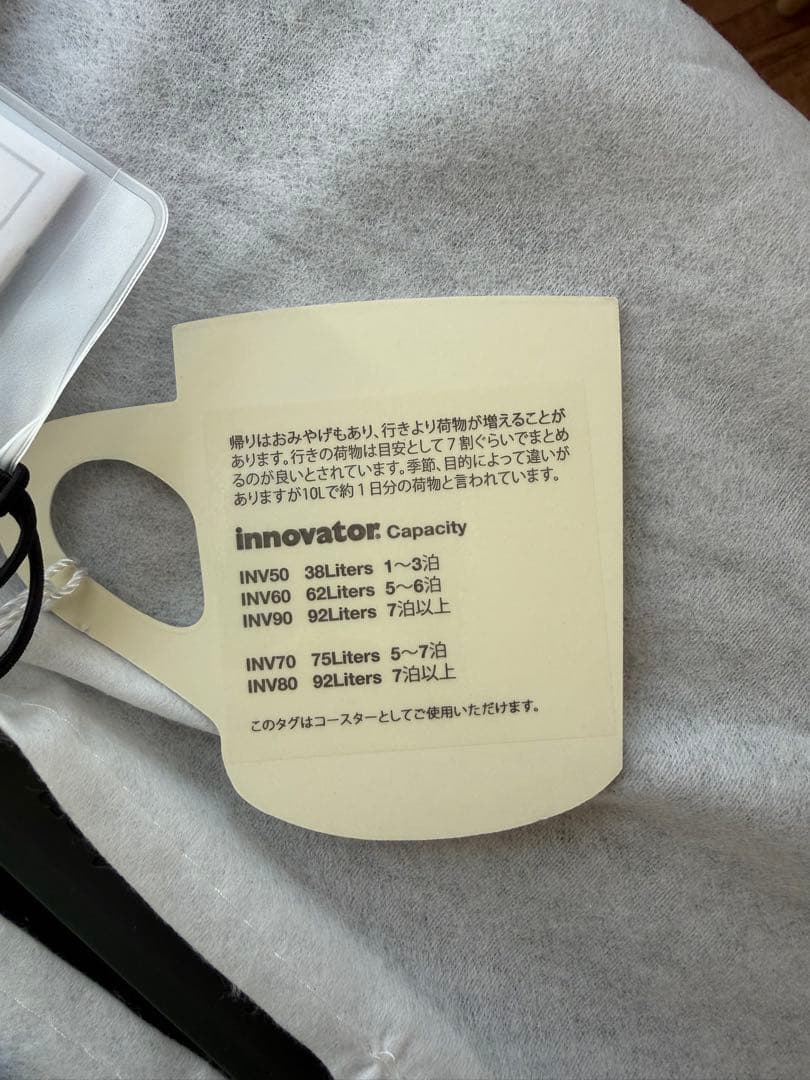 帰りはおみやげもあり、行きより荷物が増えることが
あります。行きの荷物は目安として７割ぐらいでまとめ
るのが良いとされています。季節、目的によって違いが
ありますが10Lで約１日分の荷物と言われています。
innovator. Capacity
INV50 38Liters 1〜3泊
INV60 62Liters 5〜6泊
INV90 92Liters 7泊以上
INV70 75Liters 5〜7泊
INV80 92Liters 7泊以上
このタグはコースターとしてご使用いただけます。